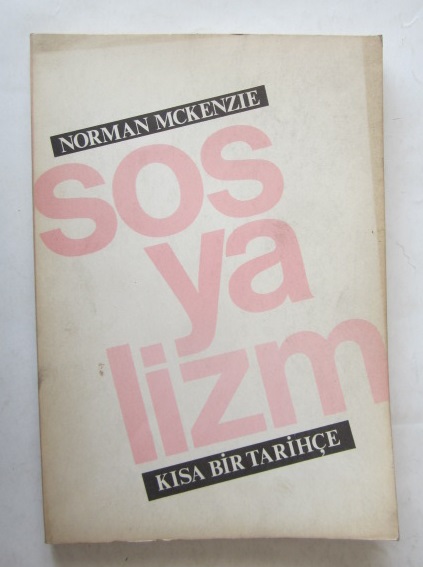 NORMAN MCKENZIE
sos
ya
lizm
KISA BİR TARİHÇE